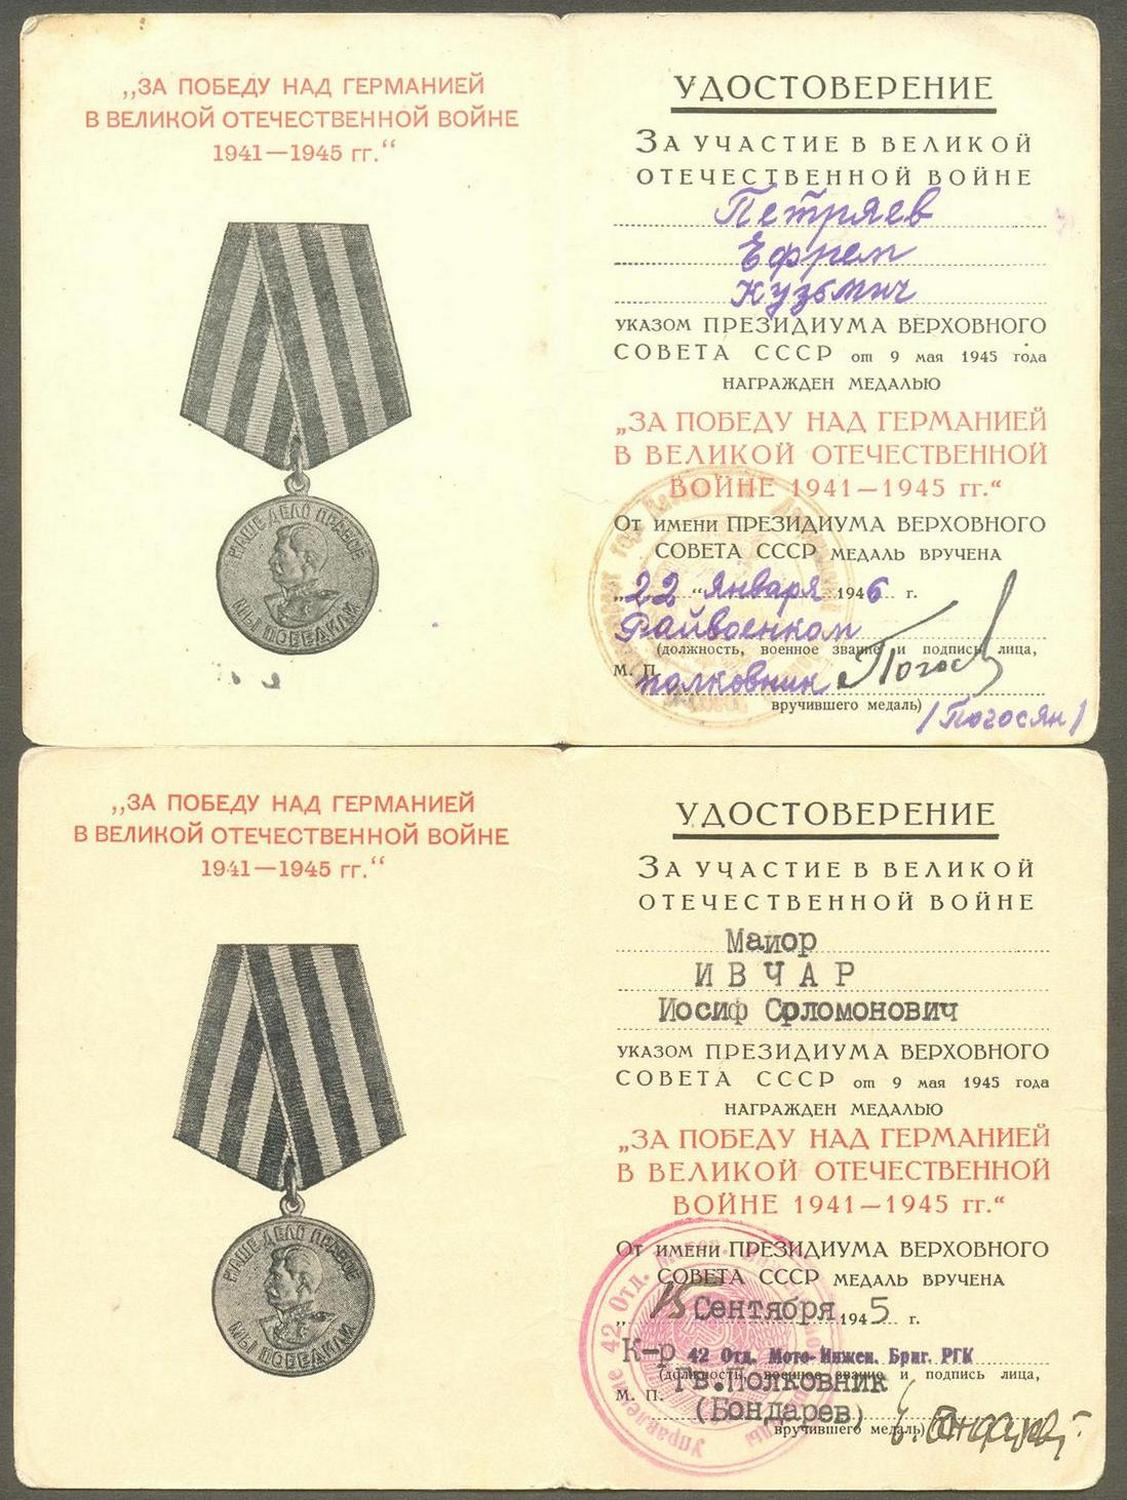 „ЗА ПОБЕДУ НАД ГЕРМАНИЕЙ
В ВЕЛИКОЙ ОТЕЧЕСТВЕННОЙ ВОЙНЕ
1941—1945 гг.“
НАШЕ ДЕЛО ПРАВОЕ
МЫ ПОБЕДИЛИ
УДОСТОВЕРЕНИЕ
ЗА УЧАСТИЕ В ВЕЛИКОЙ
ОТЕЧЕСТВЕННОЙ ВОЙНЕ
Петряев
Ефрем
Кузьмич
УКАЗОМ ПРЕЗИДИУМА ВЕРХОВНОГО
СОВЕТА СССР от 9 мая 1945 года
НАГРАЖДЕН МЕДАЛЬЮ
„ЗА ПОБЕДУ НАД ГЕРМАНИЕЙ
В ВЕЛИКОЙ ОТЕЧЕСТВЕННОЙ
ВОЙНЕ 1941—1945 гг.“
ОТ ИМЕНИ ПРЕЗИДИУМА ВЕРХОВНОГО
СОВЕТА СССР МЕДАЛЬ ВРУЧЕНА
„22“ января 1946 г.
Райвоенком
(должность, военное звание и подпись лица,
М. П. полковник
вручившего медаль)
/Погосян/
„ЗА ПОБЕДУ НАД ГЕРМАНИЕЙ
В ВЕЛИКОЙ ОТЕЧЕСТВЕННОЙ ВОЙНЕ
1941—1945 гг.“
НАШЕ ДЕЛО ПРАВОЕ
МЫ ПОБЕДИЛИ
УДОСТОВЕРЕНИЕ
ЗА УЧАСТИЕ В ВЕЛИКОЙ
ОТЕЧЕСТВЕННОЙ ВОЙНЕ
Маиор
ИВЧАР
Иосиф Соломонович
УКАЗОМ ПРЕЗИДИУМА ВЕРХОВНОГО
СОВЕТА СССР от 9 мая 1945 года
НАГРАЖДЕН МЕДАЛЬЮ
„ЗА ПОБЕДУ НАД ГЕРМАНИЕЙ
В ВЕЛИКОЙ ОТЕЧЕСТВЕННОЙ
ВОЙНЕ 1941—1945 гг.“
ОТ ИМЕНИ ПРЕЗИДИУМА ВЕРХОВНОГО
СОВЕТА СССР МЕДАЛЬ ВРУЧЕНА
„15 Сентября 1945 г.
К-р 42 Отд. Мото-Инжен. Бриг. РГК
(должность, военное звание и подпись лица,
М. П. Гв.Полковник
(Бондарев)
вручившего медаль)
Управление 42 Отд.